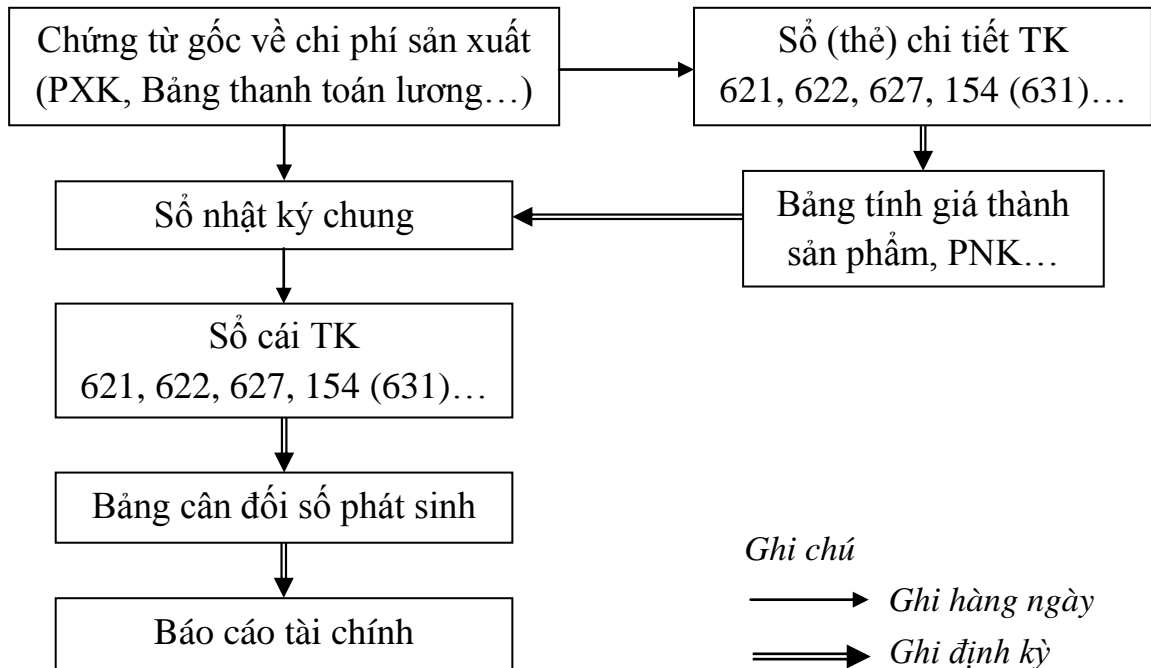 Chứng từ gốc về chi phí sản xuất
(PXK, Bảng thanh toán lương…)
Sổ (thẻ) chi tiết TK
621, 622, 627, 154 (631)…
Sổ nhật ký chung
Bảng tính giá thành
sản phẩm, PNK…
Sổ cái TK
621, 622, 627, 154 (631)…
Bảng cân đối số phát sinh
Báo cáo tài chính
Ghi chú
Ghi hàng ngày
Ghi định kỳ